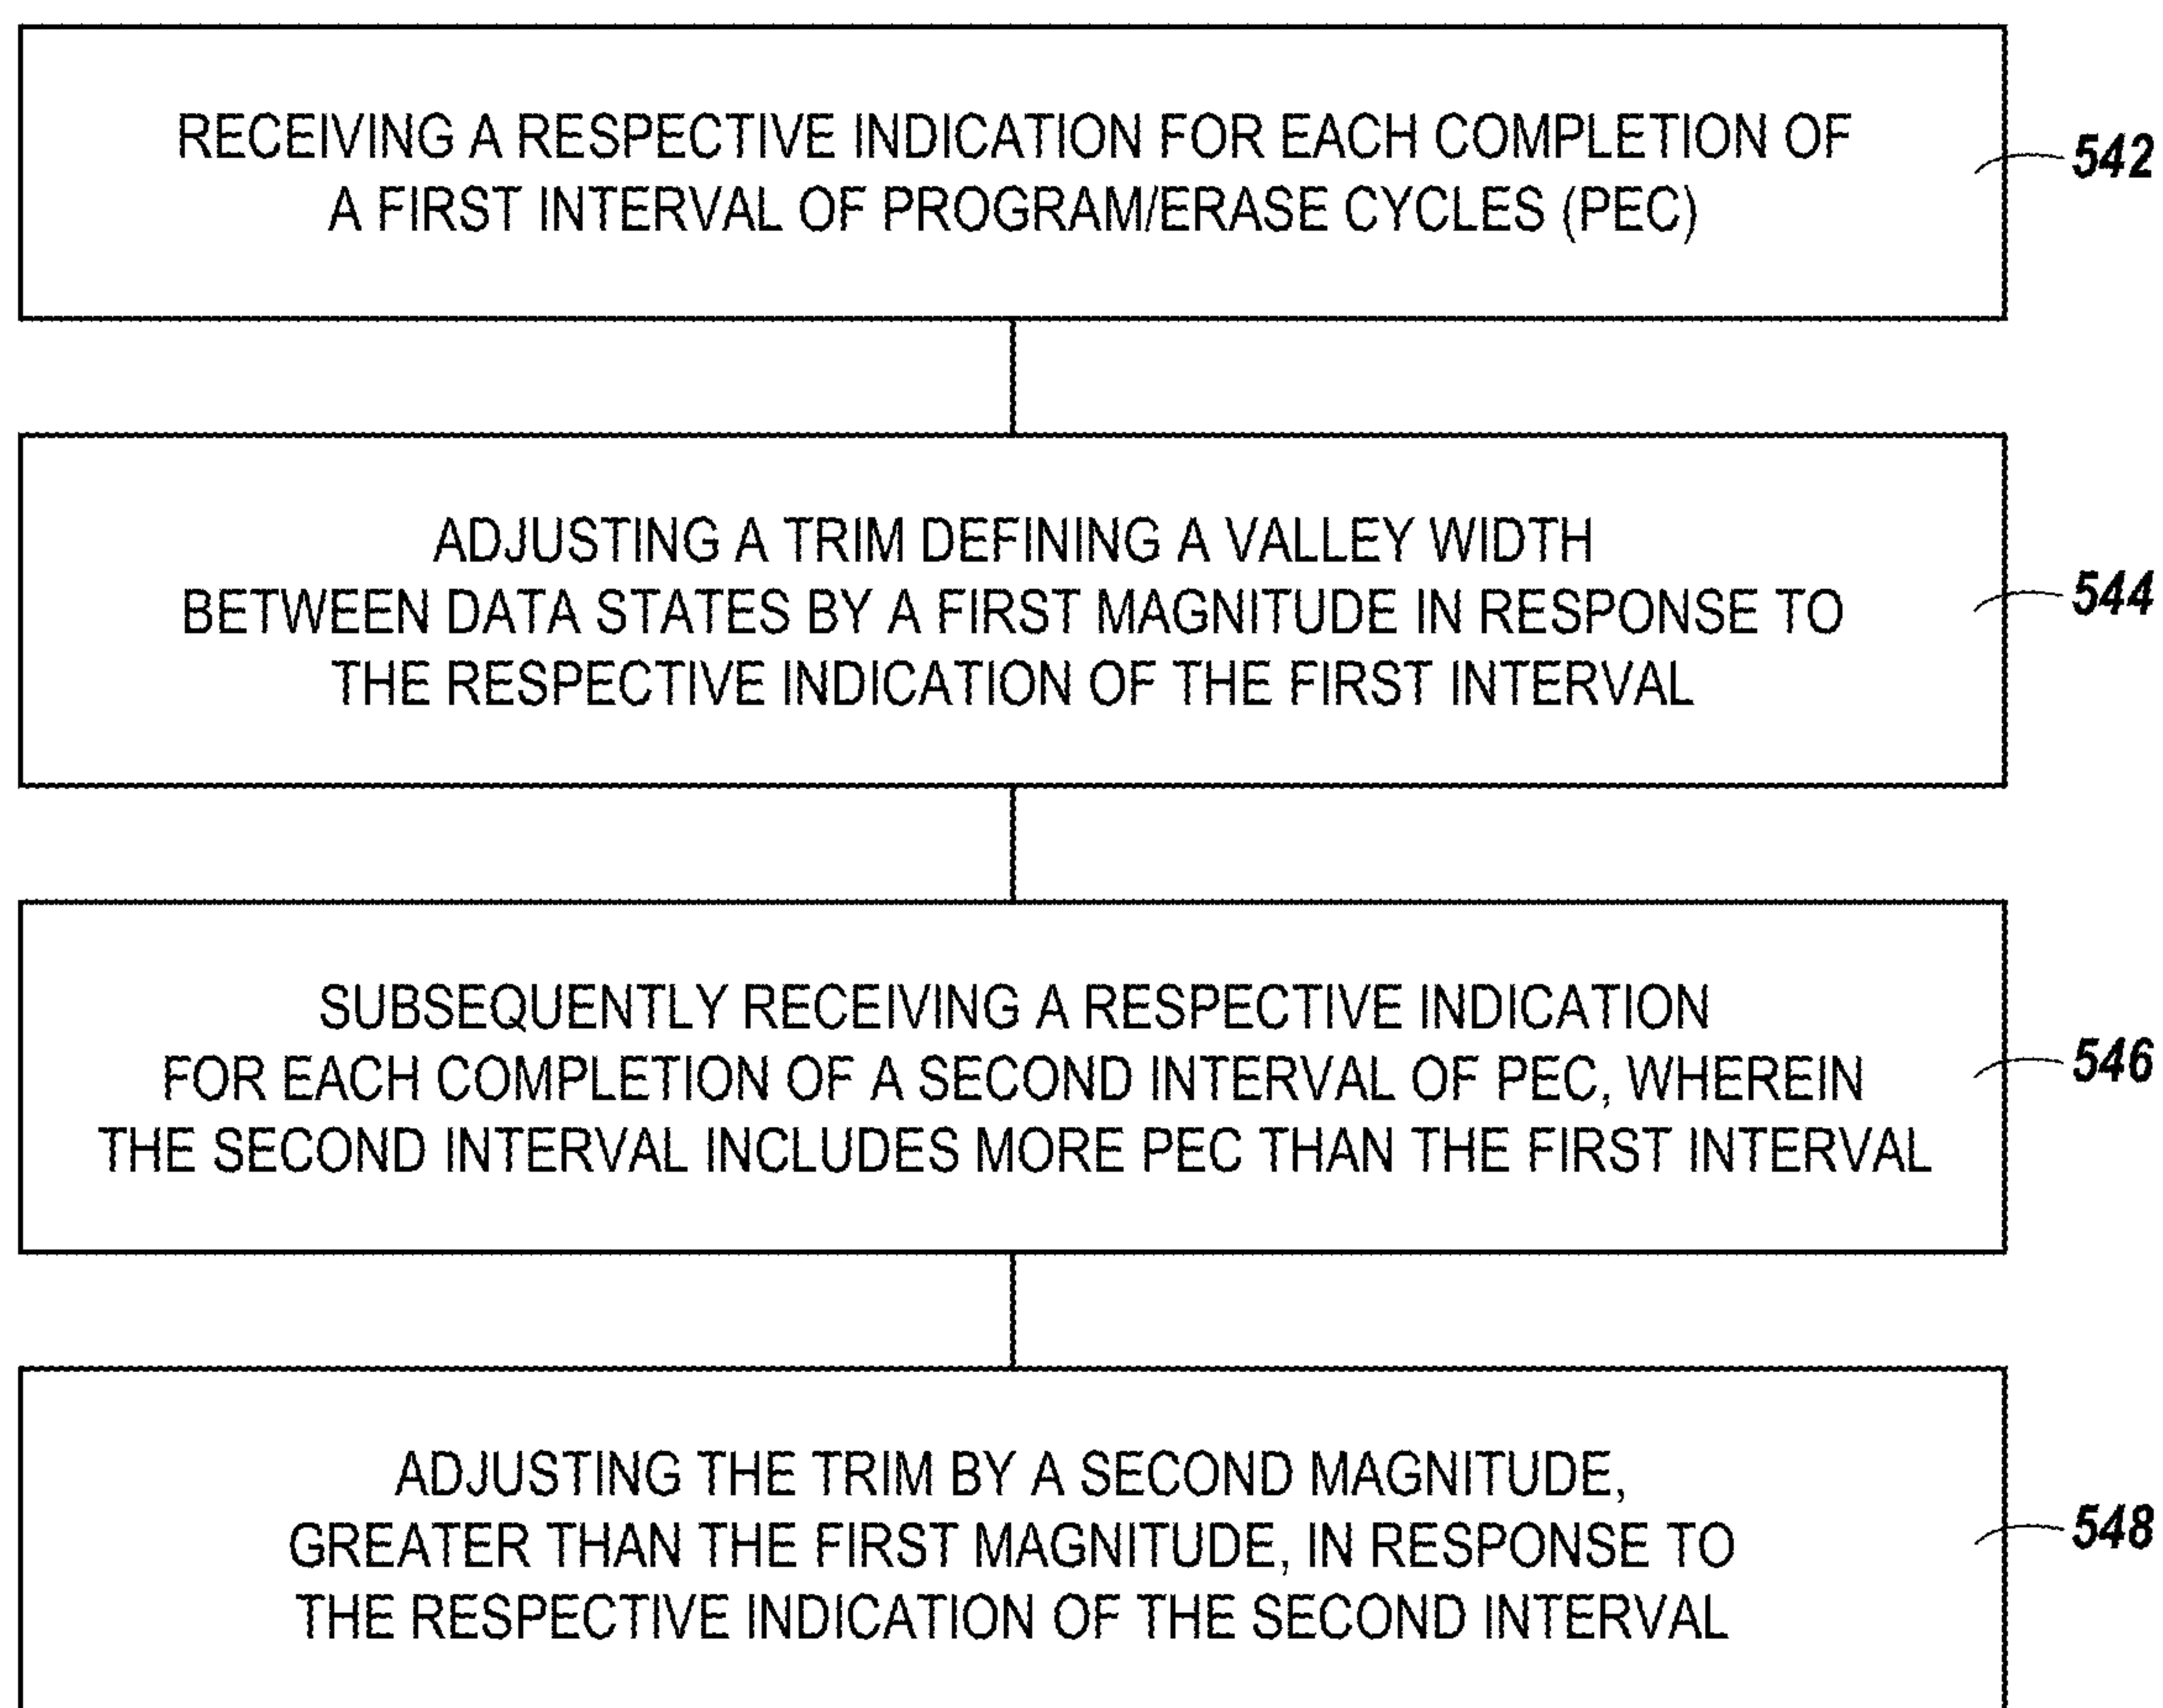 RECEIVING A RESPECTIVE INDICATION FOR EACH COMPLETION OF
A FIRST INTERVAL OF PROGRAM/ERASE CYCLES (PEC)
542
ADJUSTING A TRIM DEFINING A VALLEY WIDTH
BETWEEN DATA STATES BY A FIRST MAGNITUDE IN RESPONSE TO
THE RESPECTIVE INDICATION OF THE FIRST INTERVAL
544
SUBSEQUENTLY RECEIVING A RESPECTIVE INDICATION
FOR EACH COMPLETION OF A SECOND INTERVAL OF PEC, WHEREIN
THE SECOND INTERVAL INCLUDES MORE PEC THAN THE FIRST INTERVAL
546
ADJUSTING THE TRIM BY A SECOND MAGNITUDE,
GREATER THAN THE FIRST MAGNITUDE, IN RESPONSE TO
THE RESPECTIVE INDICATION OF THE SECOND INTERVAL
548